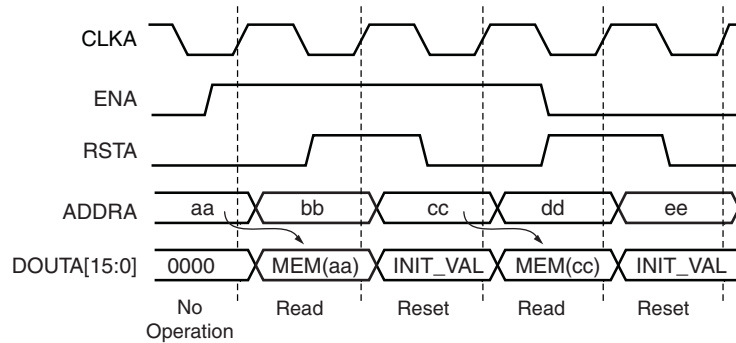 CLKA
ENA
RSTA
ADDRA aa bb cc dd ee
DOUTA[15:0] 0000 MEM(aa) INIT_VAL MEM(cc) INIT_VAL
No Operation Read Reset Read Reset